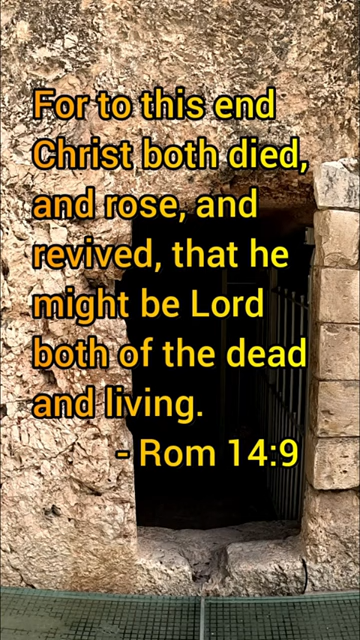 For to this end
Christ both died,
and rose, and
revived, that he
might be Lord
both of the dead
and living.
- Rom 14:9